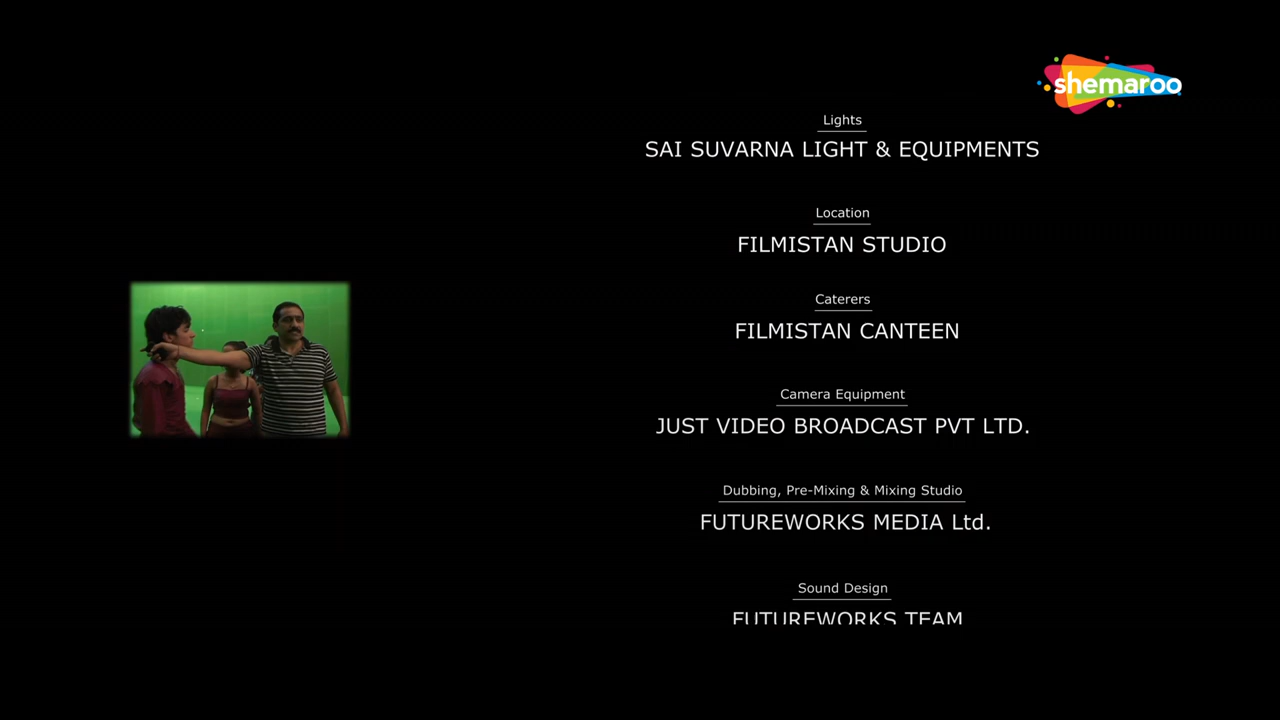 shemaroo
Lights
SAI SUVARNA LIGHT & EQUIPMENTS
Location
FILMISTAN STUDIO
Caterers
FILMISTAN CANTEEN
Camera Equipment
JUST VIDEO BROADCAST PVT LTD.
Dubbing, Pre-Mixing & Mixing Studio
FUTUREWORKS MEDIA Ltd.
Sound Design
FUTUREWORKS TEAM